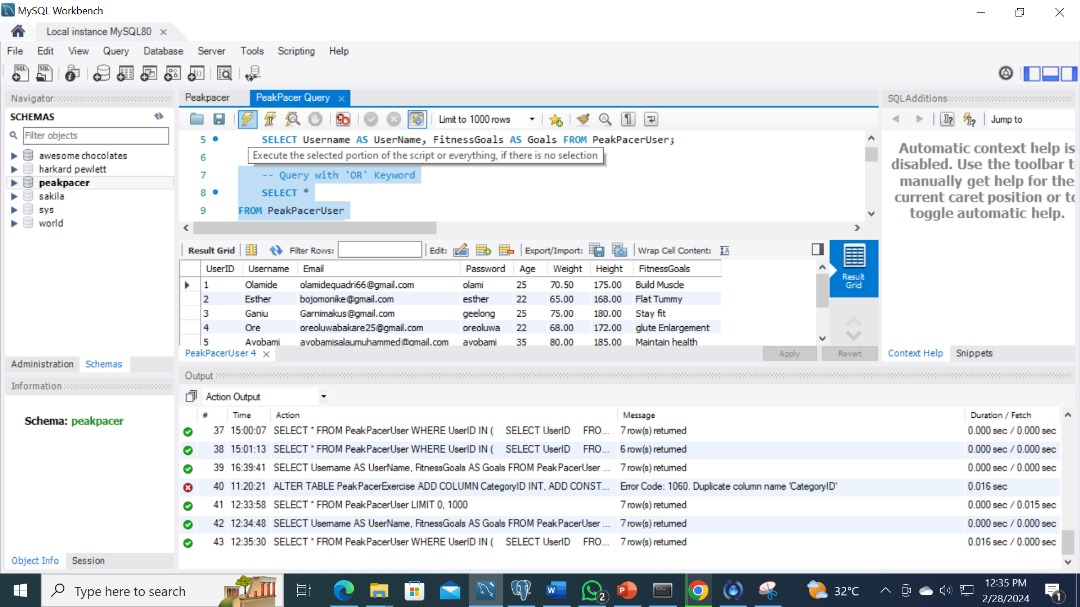 MySQL Workbench
Local instance MySQL80
File Edit View Query Database Server Tools Scripting Help
Navigator
SCHEMAS
Filter objects
awesome chocolates
harkard pewlett
peakpacer
sakila
sys
world
Administration Schemas
Information
Schema: peakpacer
Object Info Session
Peakpacer PeakPacer Query
Limit to 1000 rows
5 SELECT Username AS UserName, FitnessGoals AS Goals FROM PeakPacerUser;
6
Execute the selected portion of the script or everything, if there is no selection
7 -- Query with 'OR' Keyword
8 SELECT *
9 FROM PeakPacerUser
Result Grid Filter Rows: Edit: Export/Import: Wrap Cell Content:
UserID Username Email Password Age Weight Height FitnessGoals
1 Olamide olamidequadri66@gmail.com olami 25 70.50 175.00 Build Muscle
2 Esther bojomonike@gmail.com esther 22 65.00 168.00 Flat Tummy
3 Ganiu Garnimakus@gmail.com geelong 25 75.00 180.00 Stay fit
4 Ore oreoluwabakare25@gmail.com oreoluwa 22 68.00 172.00 glute Enlargement
5 Ayobami ayobamisalaumuhammed@gmail.com ayobami 35 80.00 185.00 Maintain health
Result Grid
PeakPacerUser 4 Apply Revert
SQLAdditions
Jump to
Automatic context help is
disabled. Use the toolbar t
manually get help for the
current caret position or to
toggle automatic help.
Context Help Snippets
Output
Action Output
# Time Action Message Duration / Fetch
37 15:00:07 SELECT * FROM PeakPacerUser WHERE UserID IN ( SELECT UserID FRO... 7 row(s) returned 0.000 sec / 0.000 sec
38 15:01:13 SELECT * FROM PeakPacerUser WHERE UserID IN ( SELECT UserID FRO... 6 row(s) returned 0.000 sec / 0.000 sec
39 16:39:41 SELECT Username AS UserName, FitnessGoals AS Goals FROM PeakPacerUser ... 7 row(s) returned 0.000 sec / 0.000 sec
40 11:20:21 ALTER TABLE PeakPacerExercise ADD COLUMN CategoryID INT, ADD CONST... Error Code: 1060. Duplicate column name 'CategoryID' 0.016 sec
41 12:33:58 SELECT * FROM PeakPacerUser LIMIT 0, 1000 7 row(s) returned 0.000 sec / 0.015 sec
42 12:34:48 SELECT Username AS UserName, FitnessGoals AS Goals FROM PeakPacerUser ... 7 row(s) returned 0.000 sec / 0.000 sec
43 12:35:30 SELECT * FROM PeakPacerUser WHERE UserID IN ( SELECT UserID FRO... 7 row(s) returned 0.016 sec / 0.000 sec
Type here to search
2
32°C
12:35 PM
2/28/2024
1